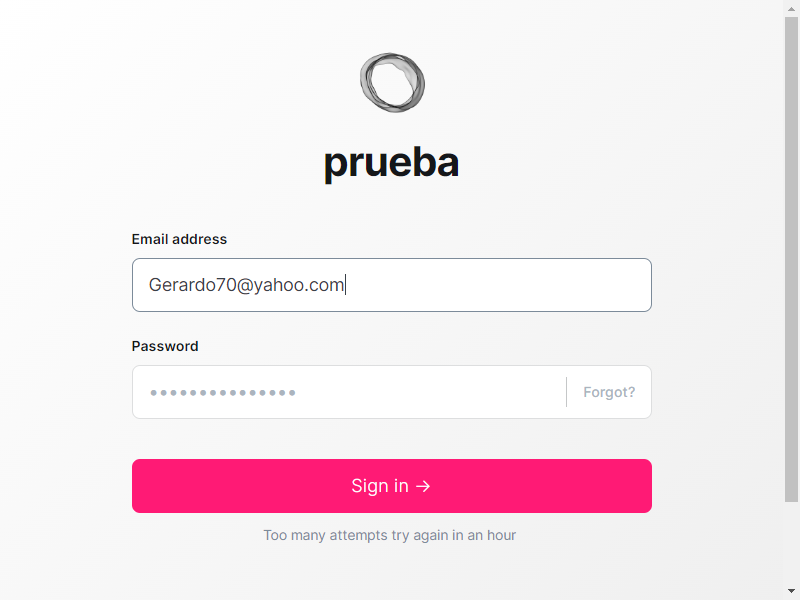 prueba
Email address
Gerardo70@yahoo.com
Password
●●●●●●●●●●●●●●●
Forgot?
Sign in →
Too many attempts try again in an hour